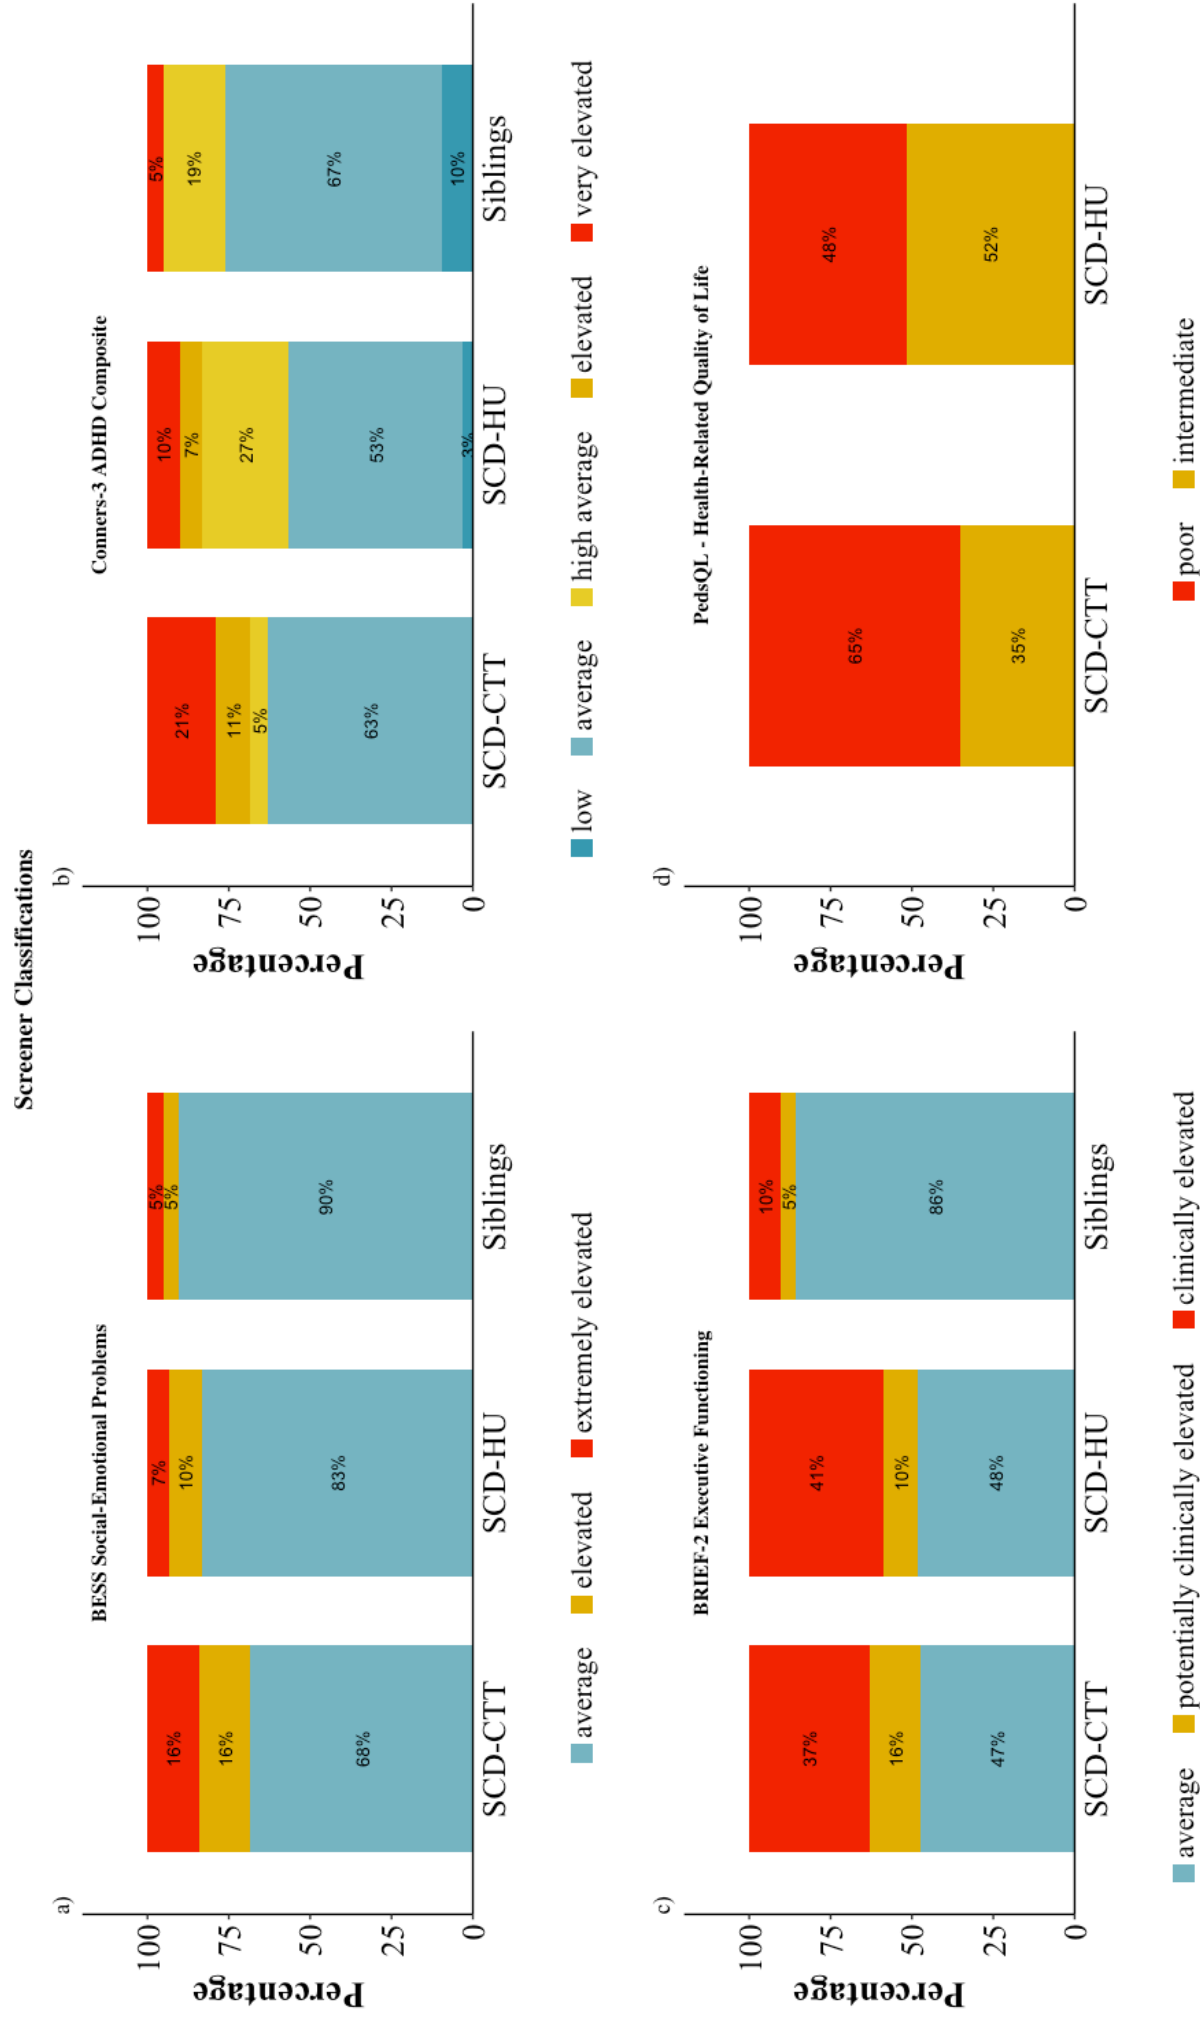 Screener Classifications
a)
BESS Social-Emotional Problems
Percentage
100
75
50
25
0
16%
16%
68%
7%
10%
83%
5%
5%
90%
SCD-CTT SCD-HU Siblings
average elevated extremely elevated
b)
Conners-3 ADHD Composite
Percentage
100
75
50
25
0
21%
11%
5%
63%
10%
7%
27%
53%
3%
5%
19%
67%
10%
SCD-CTT SCD-HU Siblings
low average high average elevated very elevated
c)
BRIEF-2 Executive Functioning
Percentage
100
75
50
25
0
37%
16%
47%
41%
10%
48%
10%
5%
86%
SCD-CTT SCD-HU Siblings
average potentially clinically elevated clinically elevated
d)
PedsQL - Health-Related Quality of Life
Percentage
100
75
50
25
0
65%
35%
48%
52%
SCD-CTT SCD-HU
poor intermediate